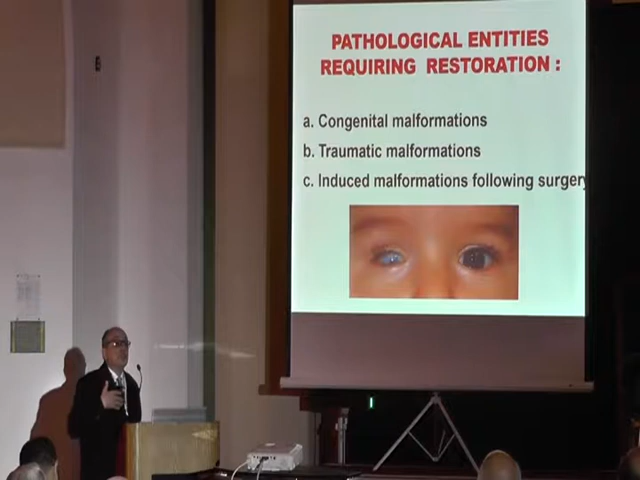 PATHOLOGICAL ENTITIES
REQUIRING RESTORATION :
a. Congenital malformations
b. Traumatic malformations
c. Induced malformations following surgery